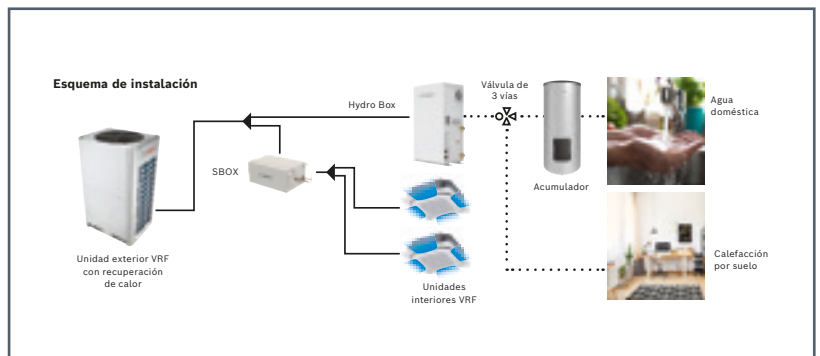 Esquema de instalación
Hydro Box
Válvula de
3 vías
Agua
doméstica
SBOX
Acumulador
Unidad exterior VRF
con recuperación
de calor
Unidades
interiores VRF
Calefacción
por suelo